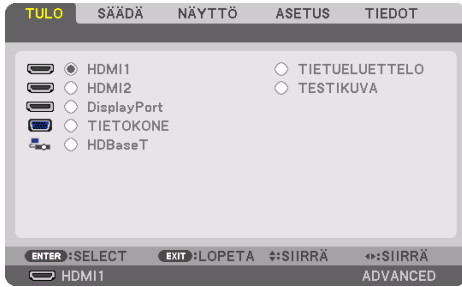 TULO SÄÄDÄ NÄYTTÖ ASETUS TIEDOT
HDMI1 TIETUELUETTELO
HDMI2 TESTIKUVA
DisplayPort
TIETOKONE
HDBaseT
ENTER:SELECT EXIT:LOPETA :SIIRRÄ :SIIRRÄ
HDMI1 ADVANCED